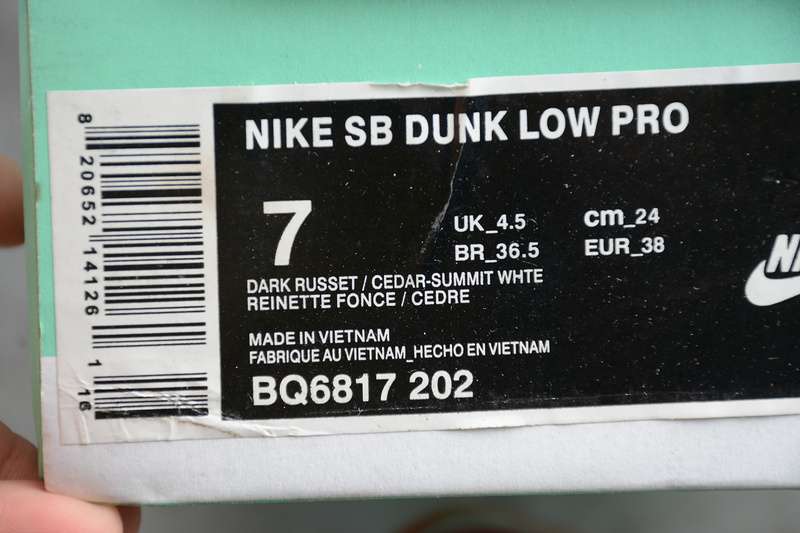 NIKE SB DUNK LOW PRO
7
UK_4.5 cm_24
BR_36.5 EUR_38
DARK RUSSET / CEDAR-SUMMIT WHTE
REINETTE FONCE / CEDRE
MADE IN VIETNAM
FABRIQUE AU VIETNAM_HECHO EN VIETNAM
BQ6817 202
8 20652 14126 1
16